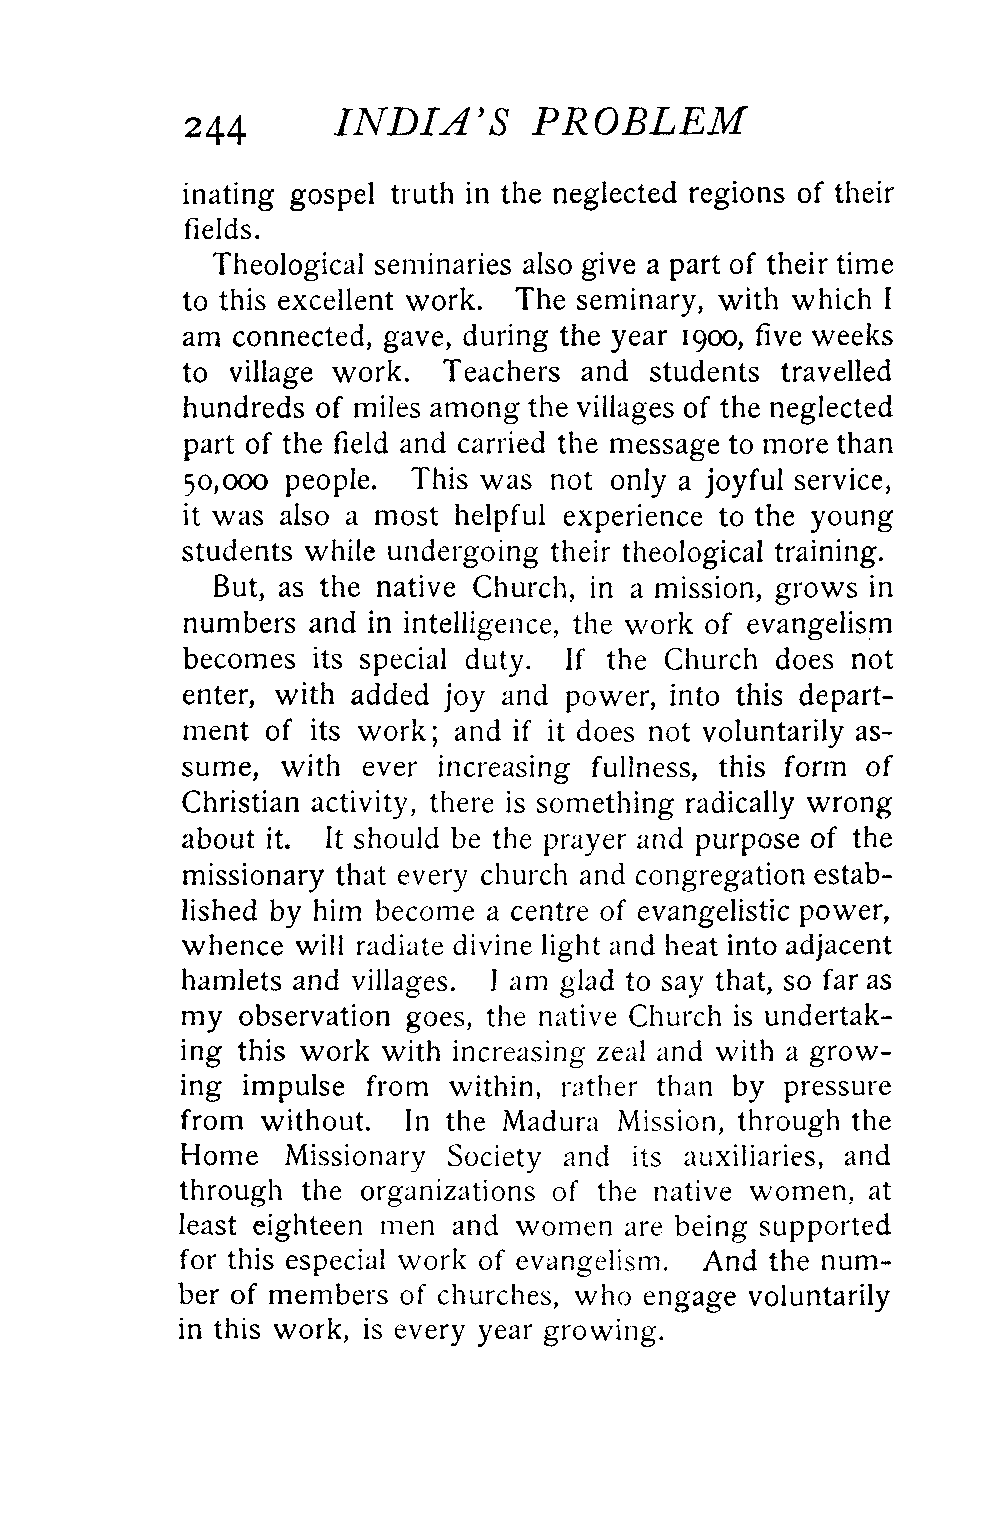 244 INDIA'S PROBLEM
inating gospel truth in the neglected regions of their
fields.
Theological seminaries also give a part of their time
to this excellent work. The seminary, with which I
am connected, gave, during the year 1900, five weeks
to village work. Teachers and students travelled
hundreds of miles among the villages of the neglected
part of the field and carried the message to more than
50,000 people. This was not only a joyful service,
it was also a most helpful experience to the young
students while undergoing their theological training.
But, as the native Church, in a mission, grows in
numbers and in intelligence, the work of evangelism
becomes its special duty. If the Church does not
enter, with added joy and power, into this depart-
ment of its work; and if it does not voluntarily as-
sume, with ever increasing fullness, this form of
Christian activity, there is something radically wrong
about it. It should be the prayer and purpose of the
missionary that every church and congregation estab-
lished by him become a centre of evangelistic power,
whence will radiate divine light and heat into adjacent
hamlets and villages. I am glad to say that, so far as
my observation goes, the native Church is undertak-
ing this work with increasing zeal and with a grow-
ing impulse from within, rather than by pressure
from without. In the Madura Mission, through the
Home Missionary Society and its auxiliaries, and
through the organizations of the native women, at
least eighteen men and women are being supported
for this especial work of evangelism. And the num-
ber of members of churches, who engage voluntarily
in this work, is every year growing.